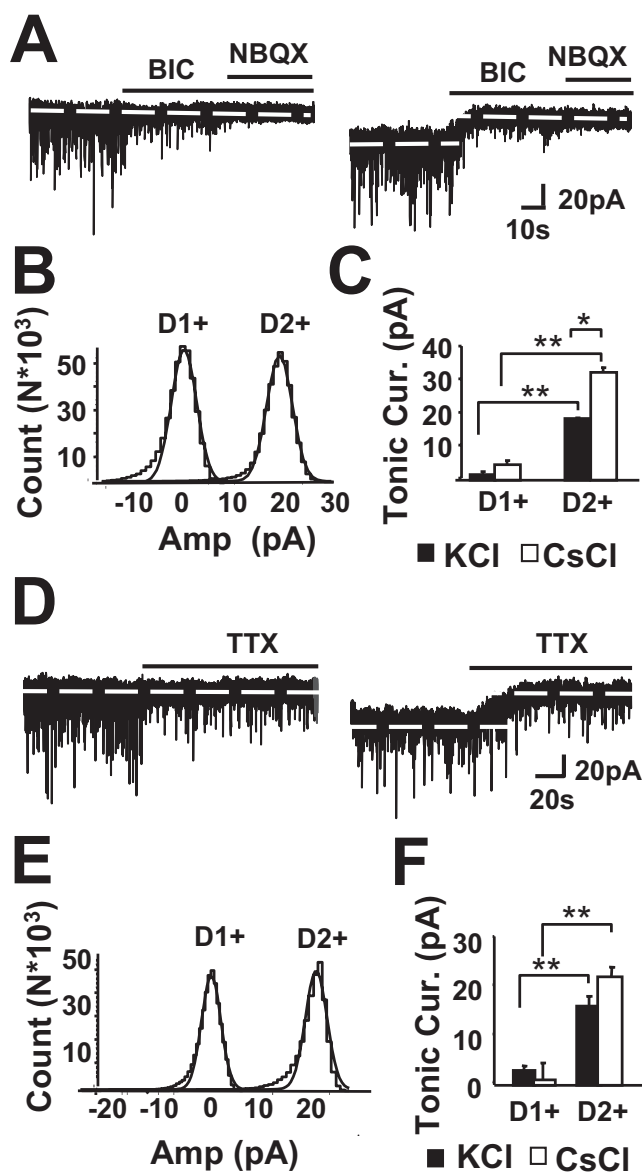 A
BIC
NBQX
BIC
NBQX
20pA
10s
B
D1+
D2+
Count (N*10³)
50
30
10
-10 0 10 20 30
Amp (pA)
C
Tonic Cur. (pA)
40
30
20
10
**
**
*
D1+ D2+
KCl CsCl
D
TTX
TTX
20pA
20s
E
D1+
D2+
Count (N*10³)
50
30
10
-20 -10 0 10 20
Amp (pA)
F
Tonic Cur. (pA)
30
20
10
0
**
**
D1+ D2+
KCl CsCl